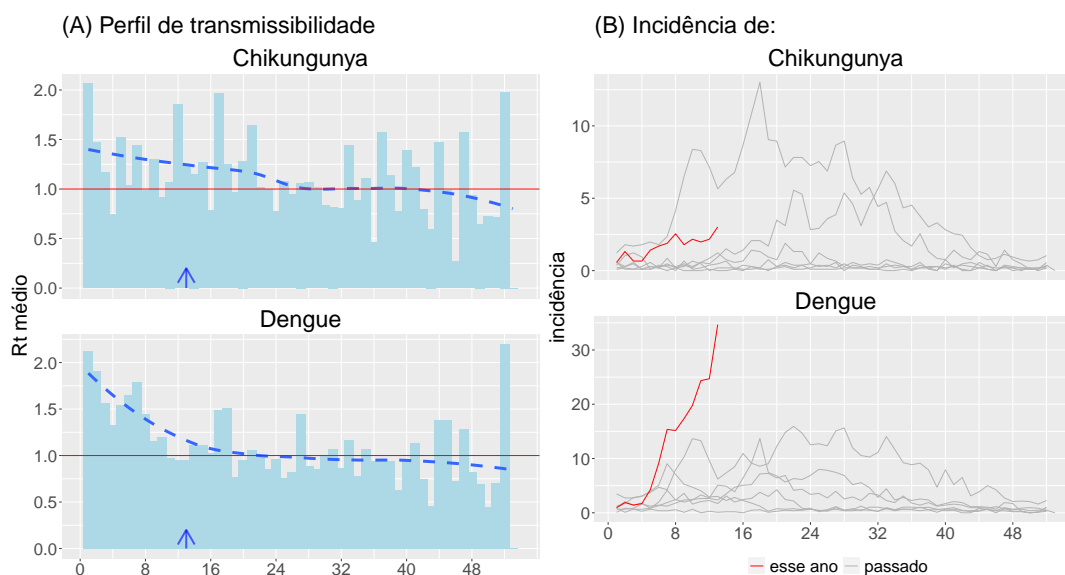 (A) Perfil de transmissibilidade
Chikungunya
2.0
1.5
1.0
0.5
0.0
Dengue
2.0
1.5
1.0
0.5
0.0
Rt médio
0 8 16 24 32 40 48
(B) Incidência de:
Chikungunya
10
5
0
Dengue
30
20
10
0
incidência
0 8 16 24 32 40 48
esse ano passado